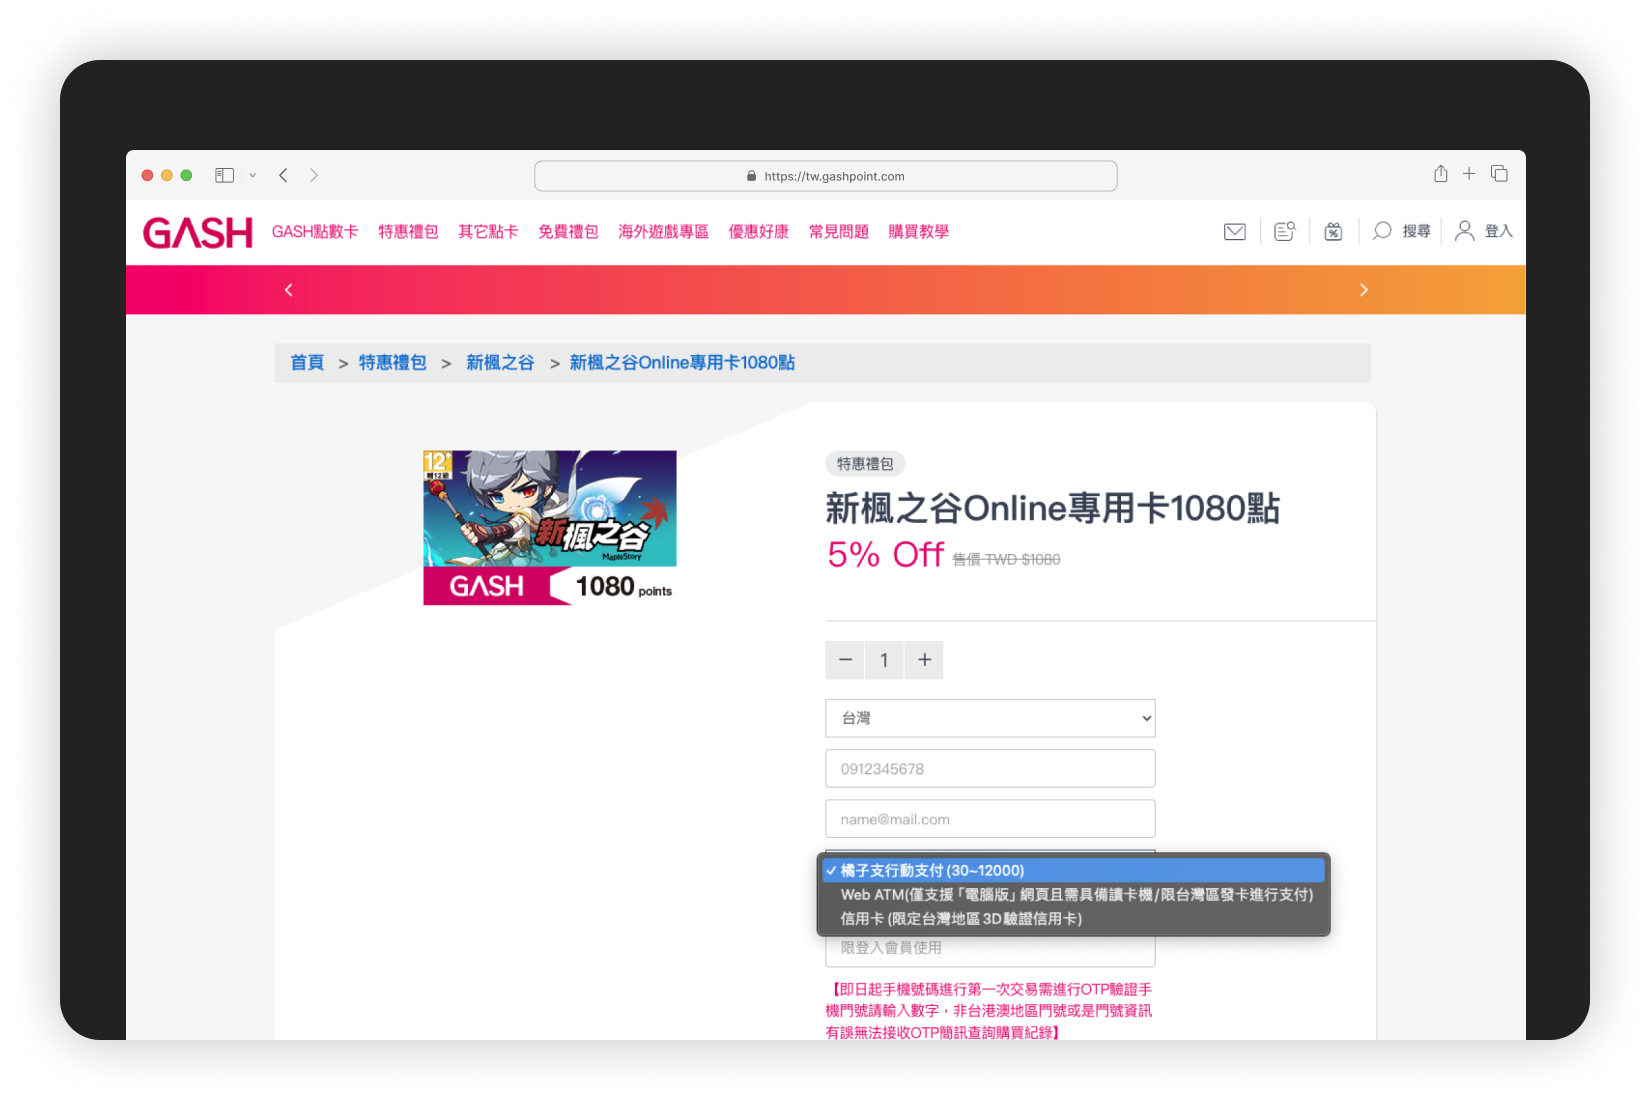 https://tw.gashpoint.com
GASH GASH點數卡 特惠禮包 其它點卡 免費禮包 海外遊戲專區 優惠好康 常見問題 購買教學 搜尋 登入
首頁 > 特惠禮包 > 新楓之谷 > 新楓之谷Online專用卡1080點
12+
輔12級
新楓之谷
MapleStory
GASH 1080 points
特惠禮包
新楓之谷Online專用卡1080點
5% Off 售價 TWD $1080
− 1 +
台灣
0912345678
name@mail.com
✓ 橘子支行動支付 (30~12000)
Web ATM(僅支援「電腦版」網頁且需具備讀卡機/限台灣區發卡進行支付)
信用卡 (限定台灣地區 3D 驗證信用卡)
限登入會員使用
【即日起手機號碼進行第一次交易需進行OTP驗證手
機門號請輸入數字，非台港澳地區門號或是門號資訊
有誤無法接收OTP簡訊查詢購買紀錄】